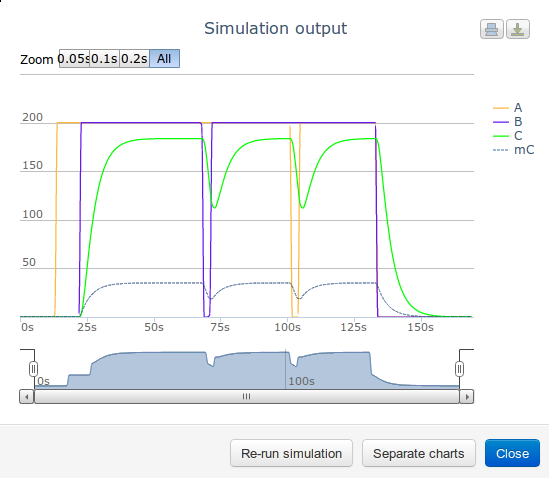 Simulation output
Zoom 0.05s 0.1s 0.2s All
200
150
100
50
A
B
C
mC
0s 25s 50s 75s 100s 125s 150s
0s 100s
Re-run simulation Separate charts Close